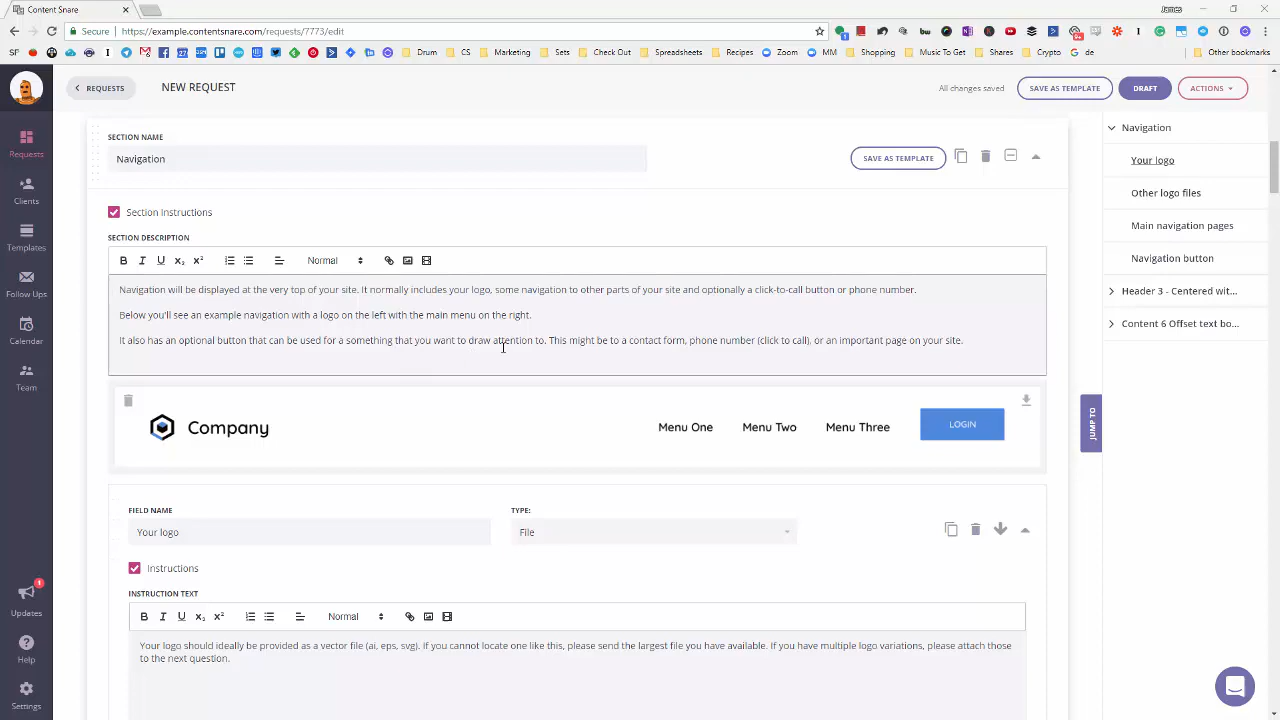 Content Snare
James
Secure
https://example.contentsnare.com/requests/7773/edit
SF
Drum
Marketing
Sets
Check Out
Spreadsheets
Recipes
Zoom
MM
Shopping
Music To Get
Shares
Crypto
de
Other bookmarks
REQUESTS
NEW REQUEST
All changes saved
SAVE AS TEMPLATE
DRAFT
ACTIONS
Requests
Clients
Templates
Follow Ups
Calendar
Team
Updates
1
Help
Settings
SECTION NAME
Navigation
SAVE AS TEMPLATE
Section Instructions
SECTION DESCRIPTION
Normal
Navigation will be displayed at the very top of your site. It normally includes your logo, some navigation to other parts of your site and optionally a click-to-call button or phone number.
Below you'll see an example navigation with a logo on the left with the main menu on the right.
It also has an optional button that can be used for a something that you want to draw attention to. This might be to a contact form, phone number (click to call), or an important page on your site.
Company
Menu One
Menu Two
Menu Three
LOGIN
FIELD NAME
TYPE:
Your logo
File
Instructions
INSTRUCTION TEXT
Normal
Your logo should ideally be provided as a vector file (ai, eps, svg). If you cannot locate one like this, please send the largest file you have available. If you have multiple logo variations, please attach those
to the next question.
Navigation
Your logo
Other logo files
Main navigation pages
Navigation button
Header 3 - Centered wit...
Content 6 Offset text bo...
JUMP TO